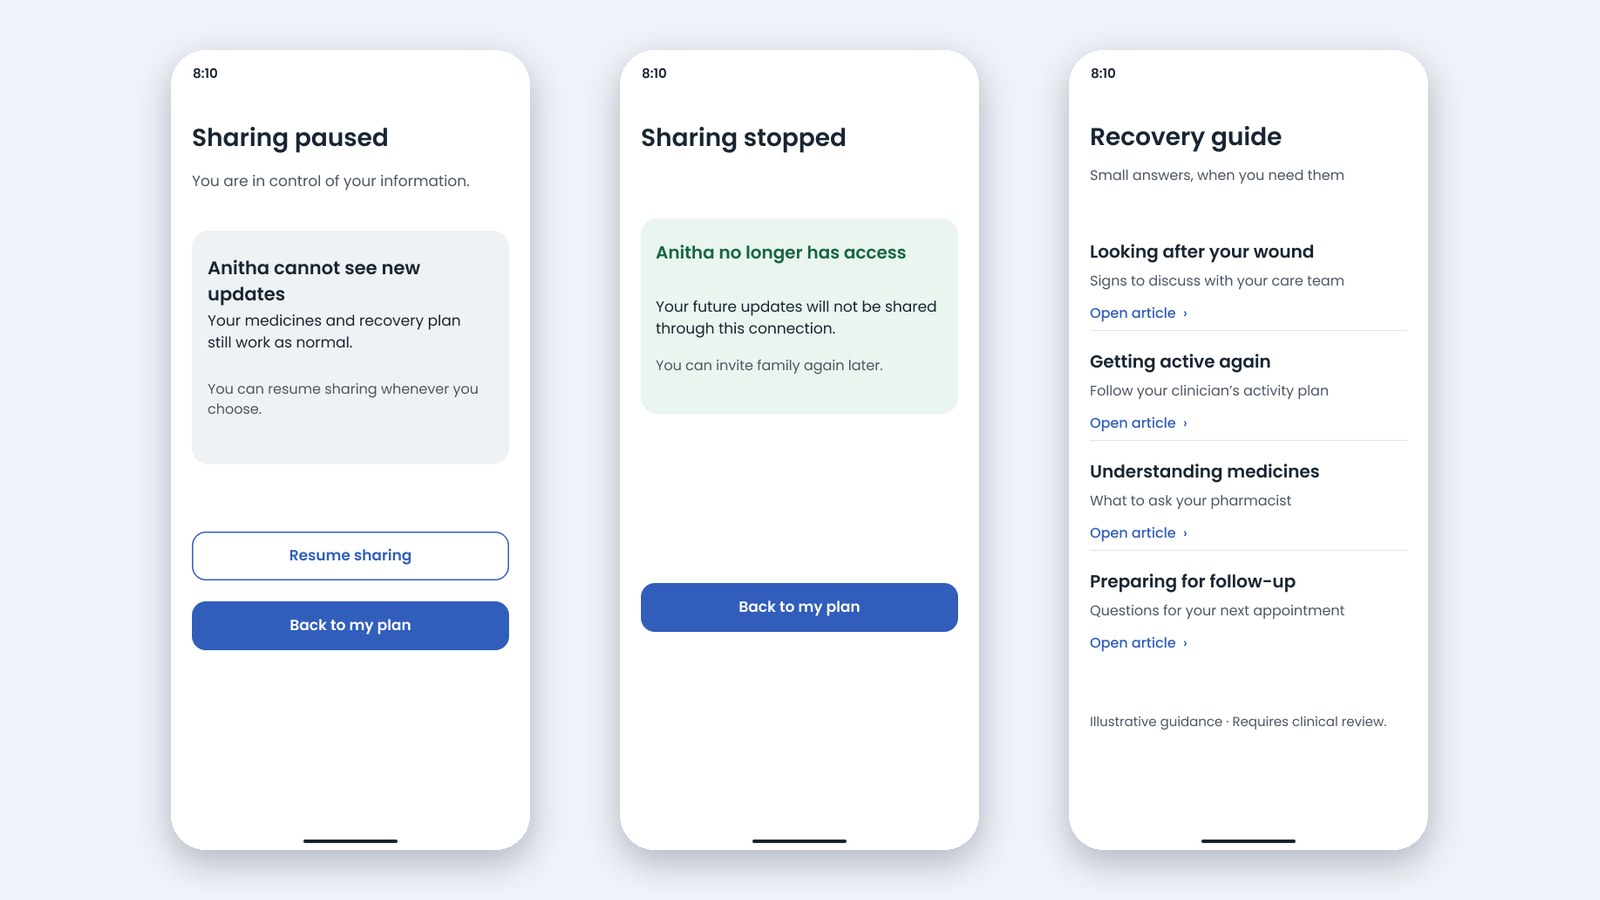 8:10
Sharing paused
You are in control of your information.
Anitha cannot see new
updates
Your medicines and recovery plan
still work as normal.
You can resume sharing whenever you
choose.
Resume sharing
Back to my plan
8:10
Sharing stopped
Anitha no longer has access
Your future updates will not be shared
through this connection.
You can invite family again later.
Back to my plan
8:10
Recovery guide
Small answers, when you need them
Looking after your wound
Signs to discuss with your care team
Open article ›
Getting active again
Follow your clinician’s activity plan
Open article ›
Understanding medicines
What to ask your pharmacist
Open article ›
Preparing for follow-up
Questions for your next appointment
Open article ›
Illustrative guidance · Requires clinical review.